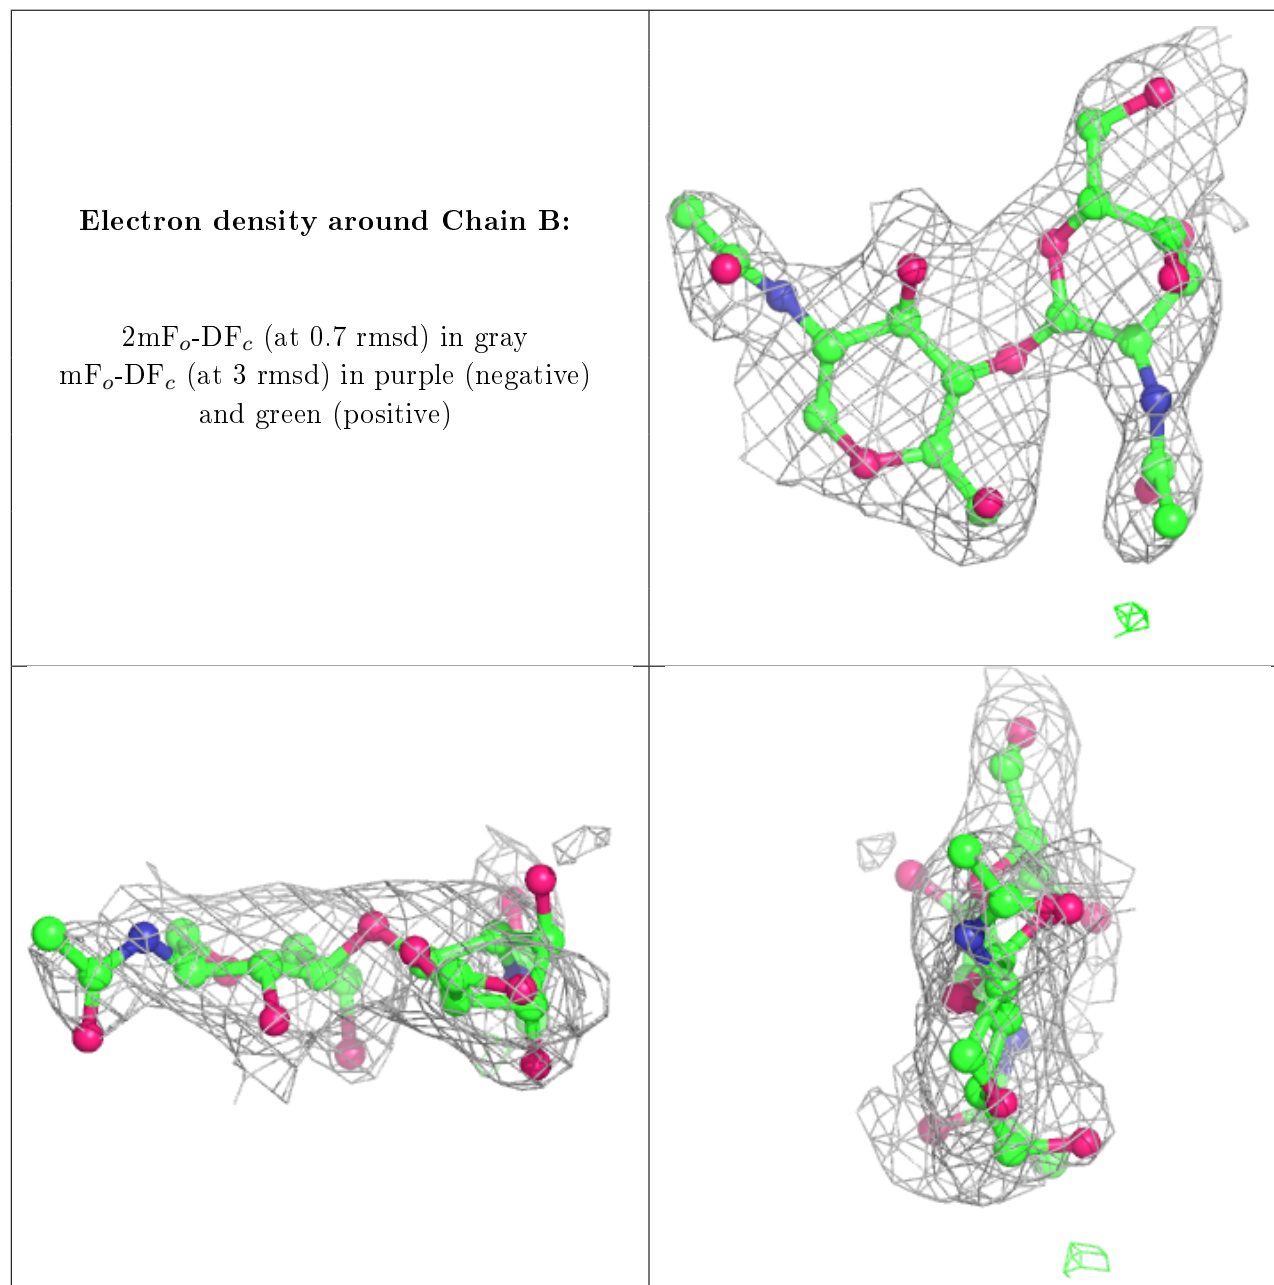 Electron density around Chain B:
2mFo-DFc (at 0.7 rmsd) in gray
mFo-DFc (at 3 rmsd) in purple (negative)
and green (positive)